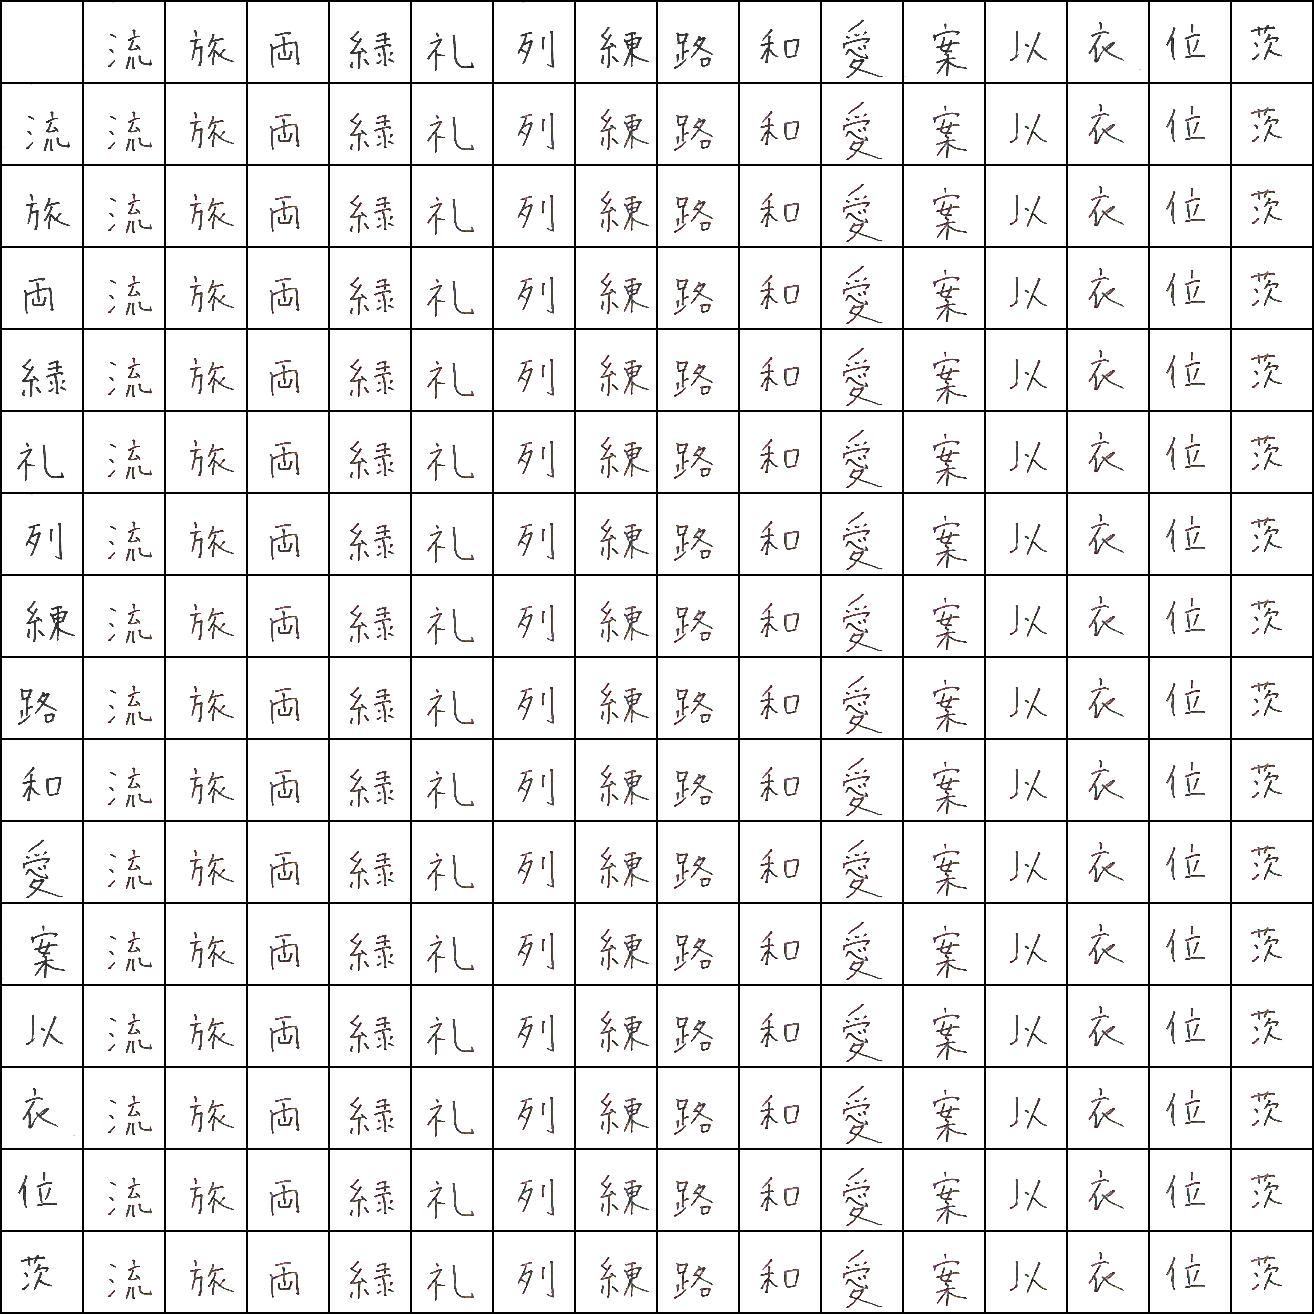 流 旅 両 緑 礼 列 練 路 和 愛 案 以 衣 位 茨
流 流 旅 両 緑 礼 列 練 路 和 愛 案 以 衣 位 茨
旅 流 旅 両 緑 礼 列 練 路 和 愛 案 以 衣 位 茨
両 流 旅 両 緑 礼 列 練 路 和 愛 案 以 衣 位 茨
緑 流 旅 両 緑 礼 列 練 路 和 愛 案 以 衣 位 茨
礼 流 旅 両 緑 礼 列 練 路 和 愛 案 以 衣 位 茨
列 流 旅 両 緑 礼 列 練 路 和 愛 案 以 衣 位 茨
練 流 旅 両 緑 礼 列 練 路 和 愛 案 以 衣 位 茨
路 流 旅 両 緑 礼 列 練 路 和 愛 案 以 衣 位 茨
和 流 旅 両 緑 礼 列 練 路 和 愛 案 以 衣 位 茨
愛 流 旅 両 緑 礼 列 練 路 和 愛 案 以 衣 位 茨
案 流 旅 両 緑 礼 列 練 路 和 愛 案 以 衣 位 茨
以 流 旅 両 緑 礼 列 練 路 和 愛 案 以 衣 位 茨
衣 流 旅 両 緑 礼 列 練 路 和 愛 案 以 衣 位 茨
位 流 旅 両 緑 礼 列 練 路 和 愛 案 以 衣 位 茨
茨 流 旅 両 緑 礼 列 練 路 和 愛 案 以 衣 位 茨